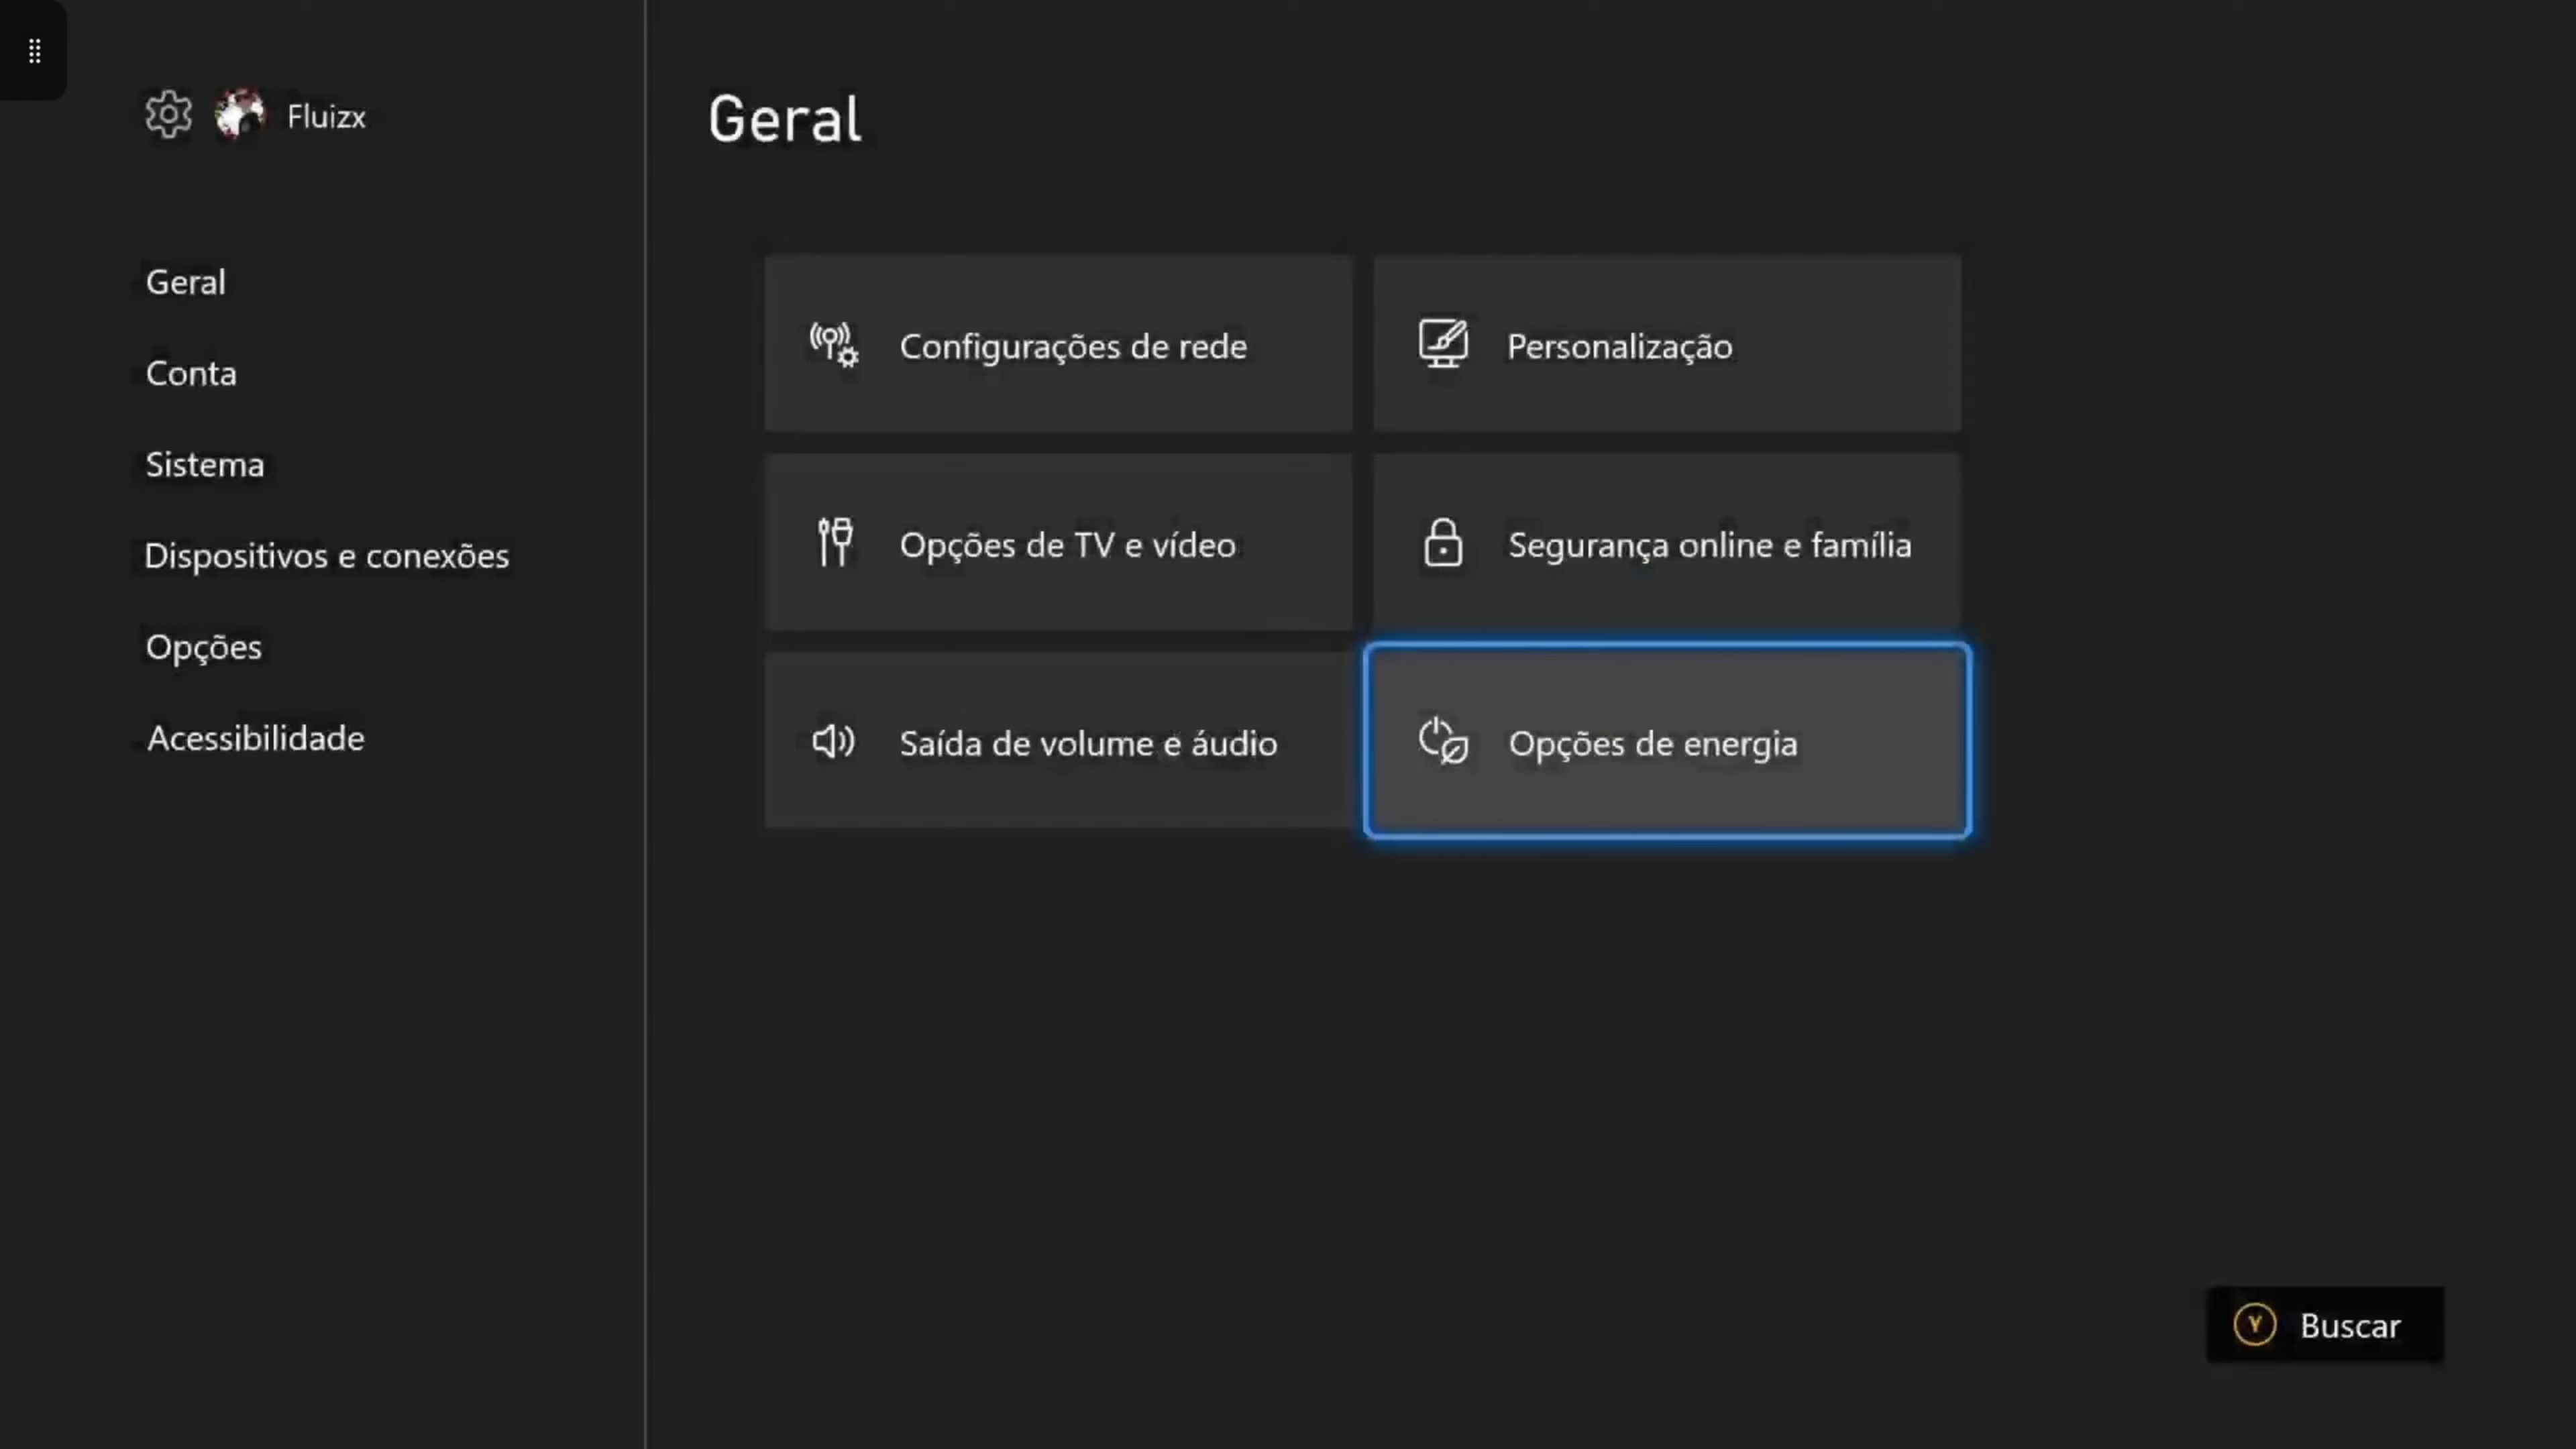 Fluizx
Geral
Conta
Sistema
Dispositivos e conexões
Opções
Acessibilidade
Geral
Configurações de rede
Personalização
Opções de TV e vídeo
Segurança online e família
Saída de volume e áudio
Opções de energia
Y Buscar